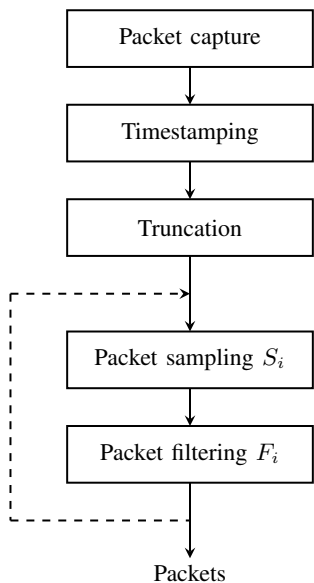 Packet capture
Timestamping
Truncation
Packet sampling $S_i$
Packet filtering $F_i$
Packets